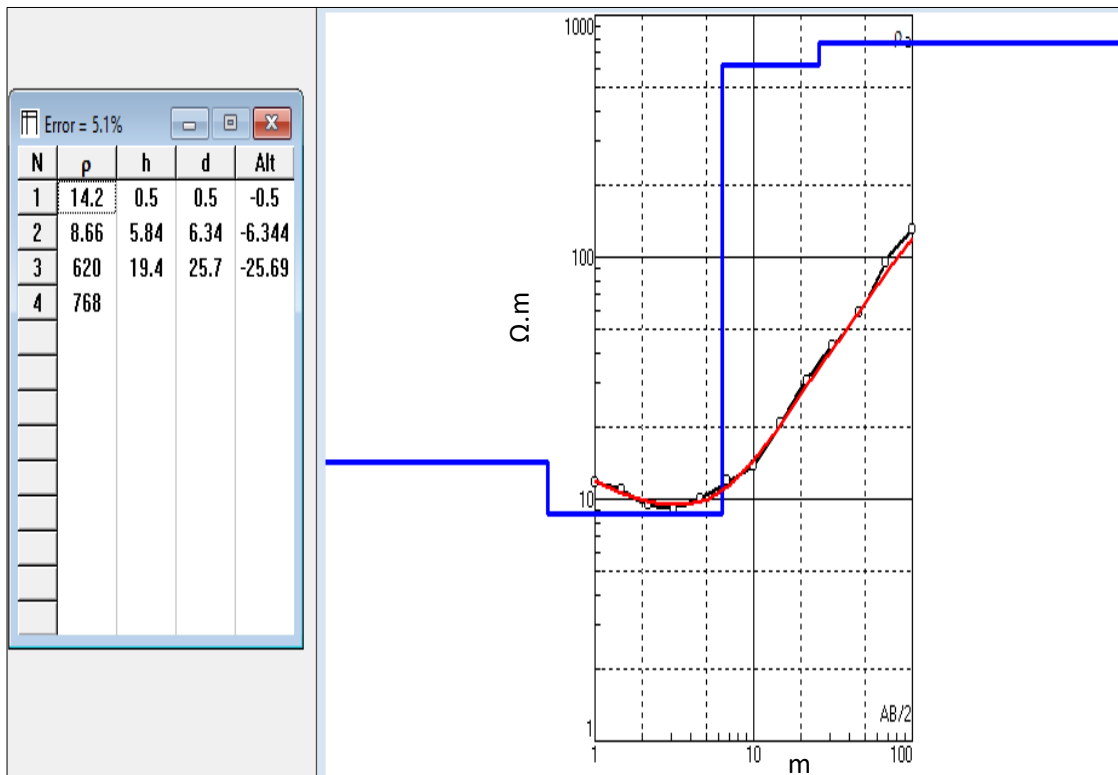 Error = 5.1%
N ρ h d Alt
1 14.2 0.5 0.5 -0.5
2 8.66 5.84 6.34 -6.344
3 620 19.4 25.7 -25.69
4 768
1000
100
10
1
Ω.m
AB/2
1 10 100
m